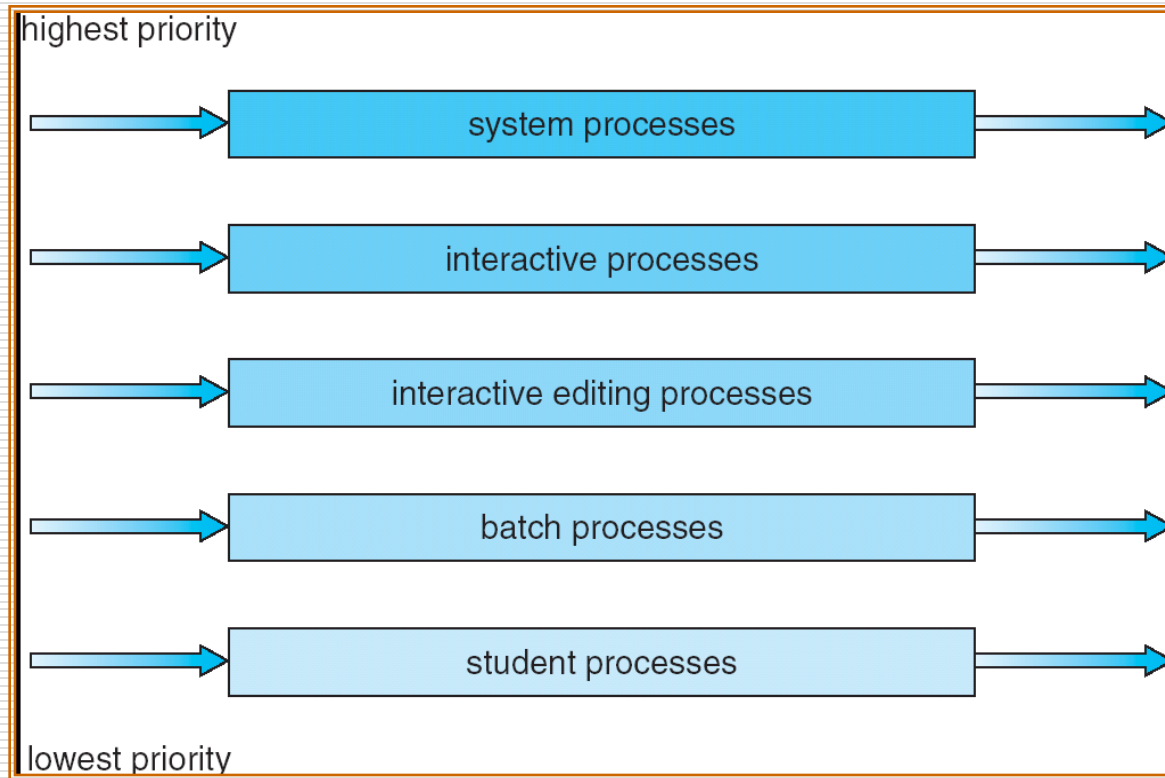 highest priority
system processes
interactive processes
interactive editing processes
batch processes
student processes
lowest priority